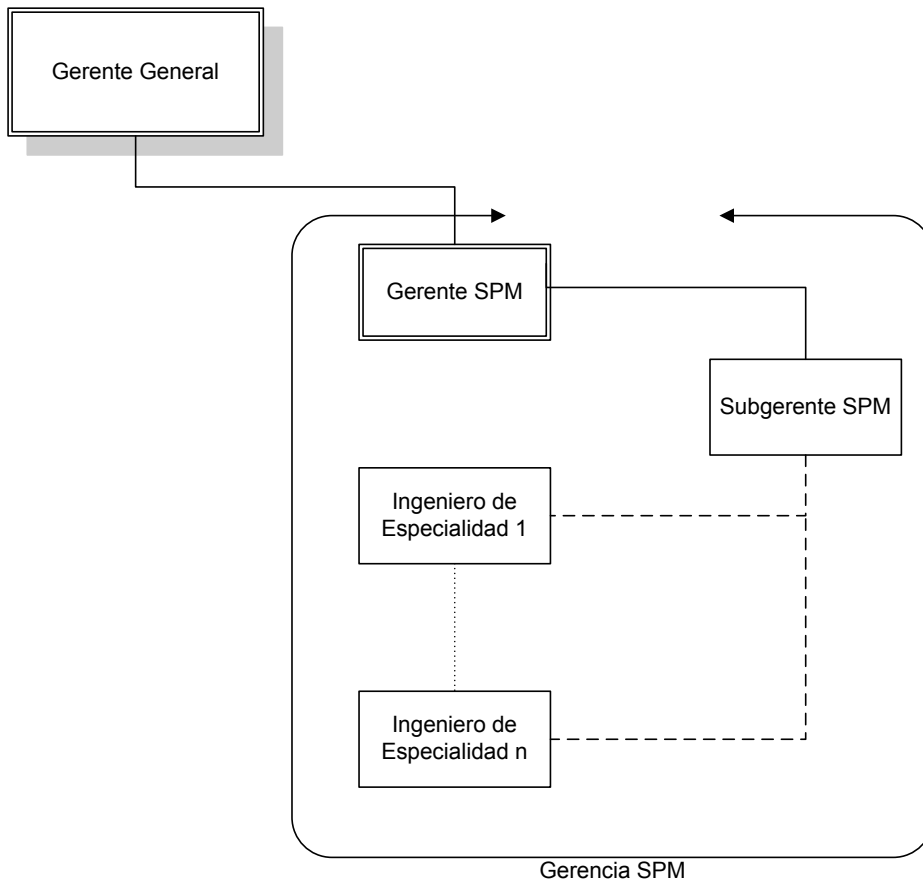 Gerente General
Gerente SPM
Subgerente SPM
Ingeniero de
Especialidad 1
Ingeniero de
Especialidad n
Gerencia SPM